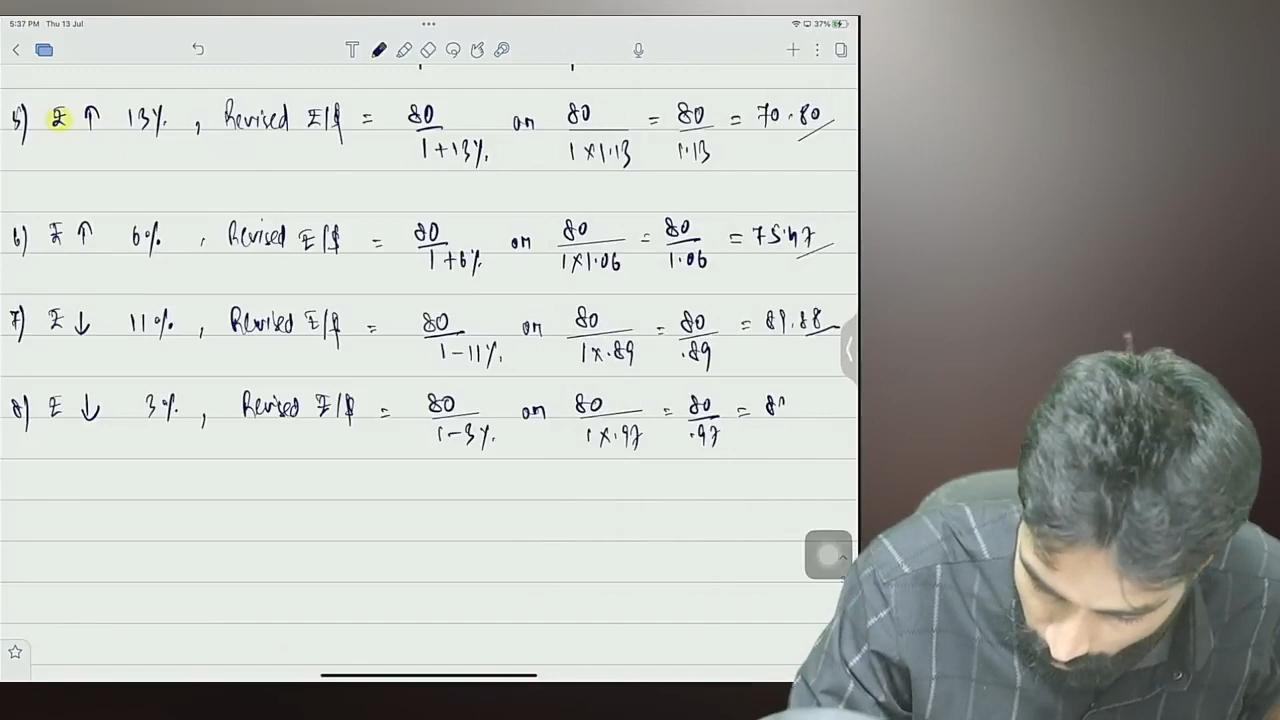 5:37 PM Thu 13 Jul 37%
5) ₹ ↑ 13%, Revised ₹/$ = 80/1+13% or 80/1×1.13 = 80/1.13 = 70.80
6) ₹ ↑ 6%, Revised ₹/$ = 80/1+6% or 80/1×1.06 = 80/1.06 = 75.47
7) ₹ ↓ 11%, Revised ₹/$ = 80/1-11% or 80/1×.89 = 80/.89 = 89.88
8) ₹ ↓ 3%, Revised ₹/$ = 80/1-3% or 80/1×.97 = 80/.97 =